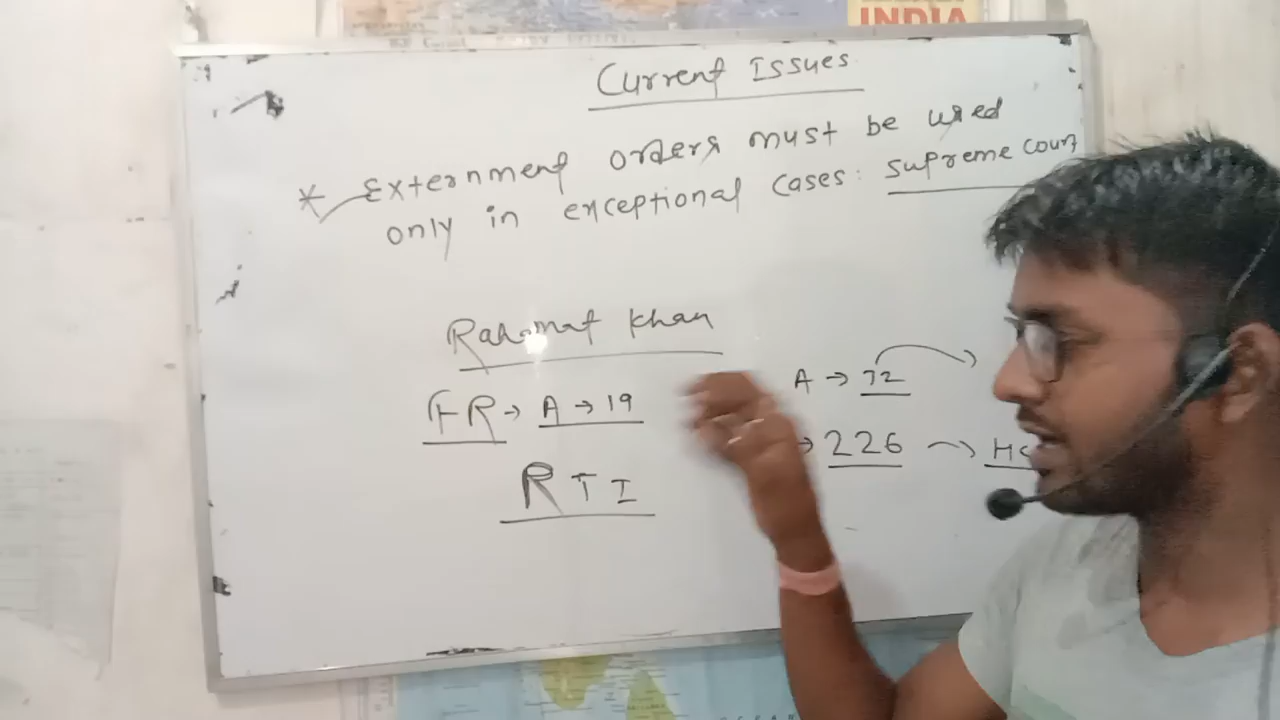 INDIA
Current Issues
* Externment orders must be used
only in exceptional cases: Supreme Court
Rahmat Khan
FR → A → 19
RTI
A → 32
→ 226 → HC